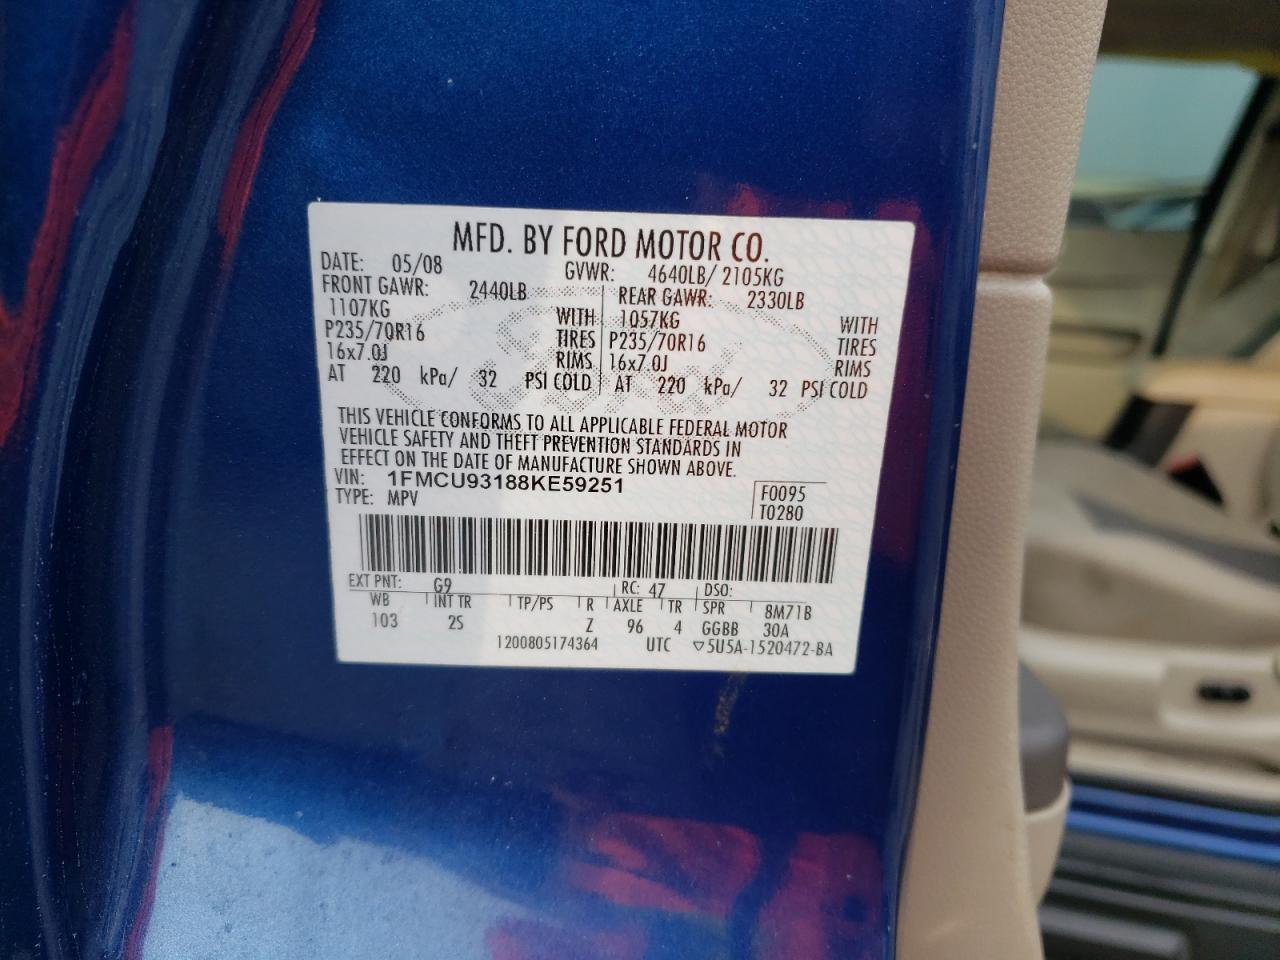 MFD. BY FORD MOTOR CO.
DATE: 05/08 GVWR: 4640LB/ 2105KG
FRONT GAWR: 2440LB REAR GAWR: 2330LB
1107KG WITH 1057KG WITH
P235/70R16 TIRES P235/70R16 TIRES
16x7.0J RIMS 16x7.0J RIMS
AT 220 kPa/ 32 PSI COLD AT 220 kPa/ 32 PSI COLD
THIS VEHICLE CONFORMS TO ALL APPLICABLE FEDERAL MOTOR
VEHICLE SAFETY AND THEFT PREVENTION STANDARDS IN
EFFECT ON THE DATE OF MANUFACTURE SHOWN ABOVE.
VIN: 1FMCU93188KE59251 F0095
TYPE: MPV T0280
EXT PNT: G9 RC: 47 DSO:
WB INT TR TP/PS R AXLE TR SPR 8M71B
103 2S Z 96 4 GGBB 30A
1200805174364 UTC ▽5U5A-1520472-BA